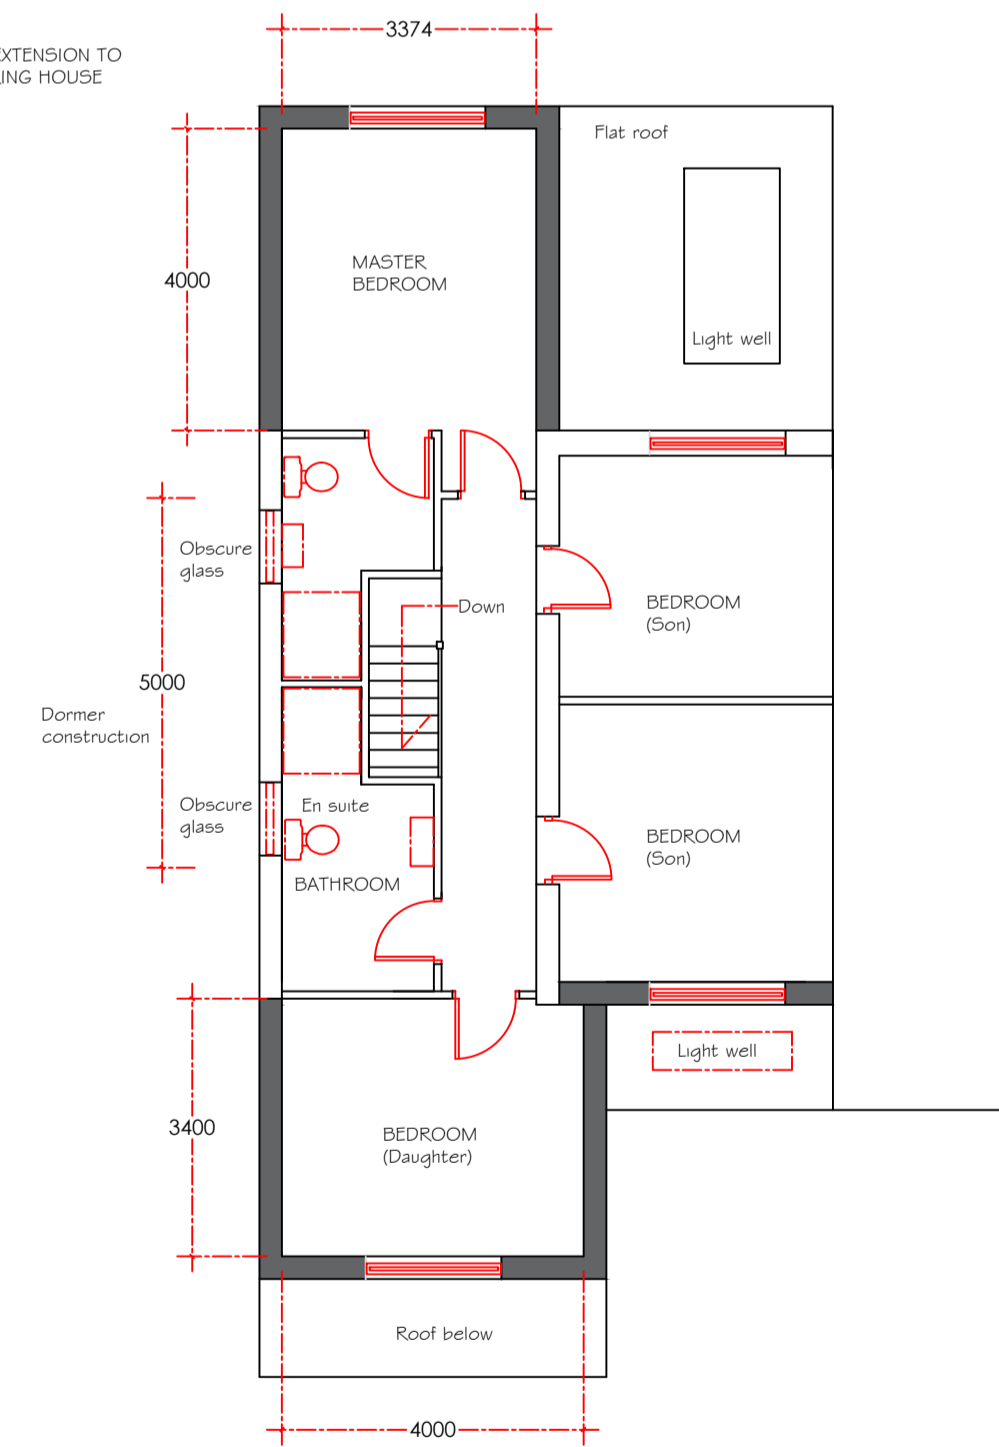 3374
EXTENSION TO
ING HOUSE
Flat roof
MASTER
BEDROOM
4000
Light well
Obscure
glass
Down
BEDROOM
(Son)
5000
Dormer
construction
Obscure
glass
En suite
BEDROOM
(Son)
BATHROOM
Light well
3400
BEDROOM
(Daughter)
Roof below
4000